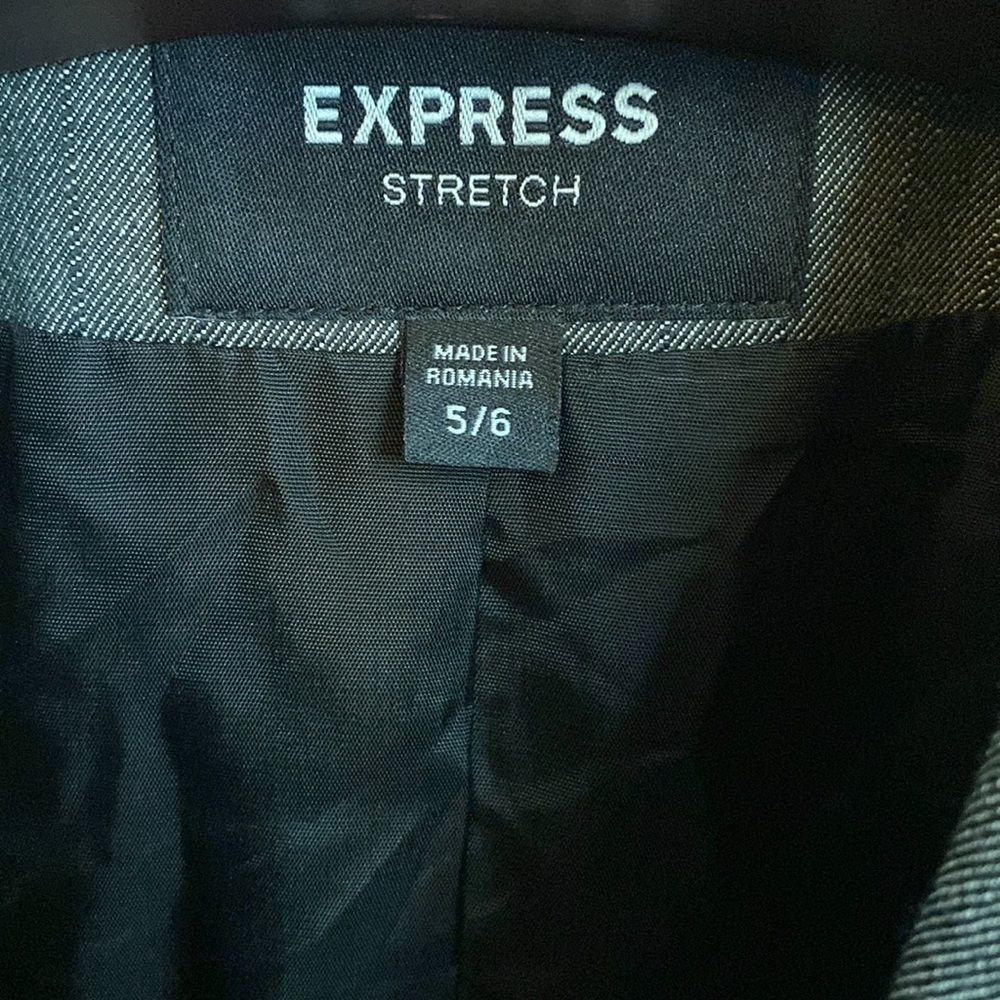 EXPRESS
STRETCH
MADE IN
ROMANIA
5/6